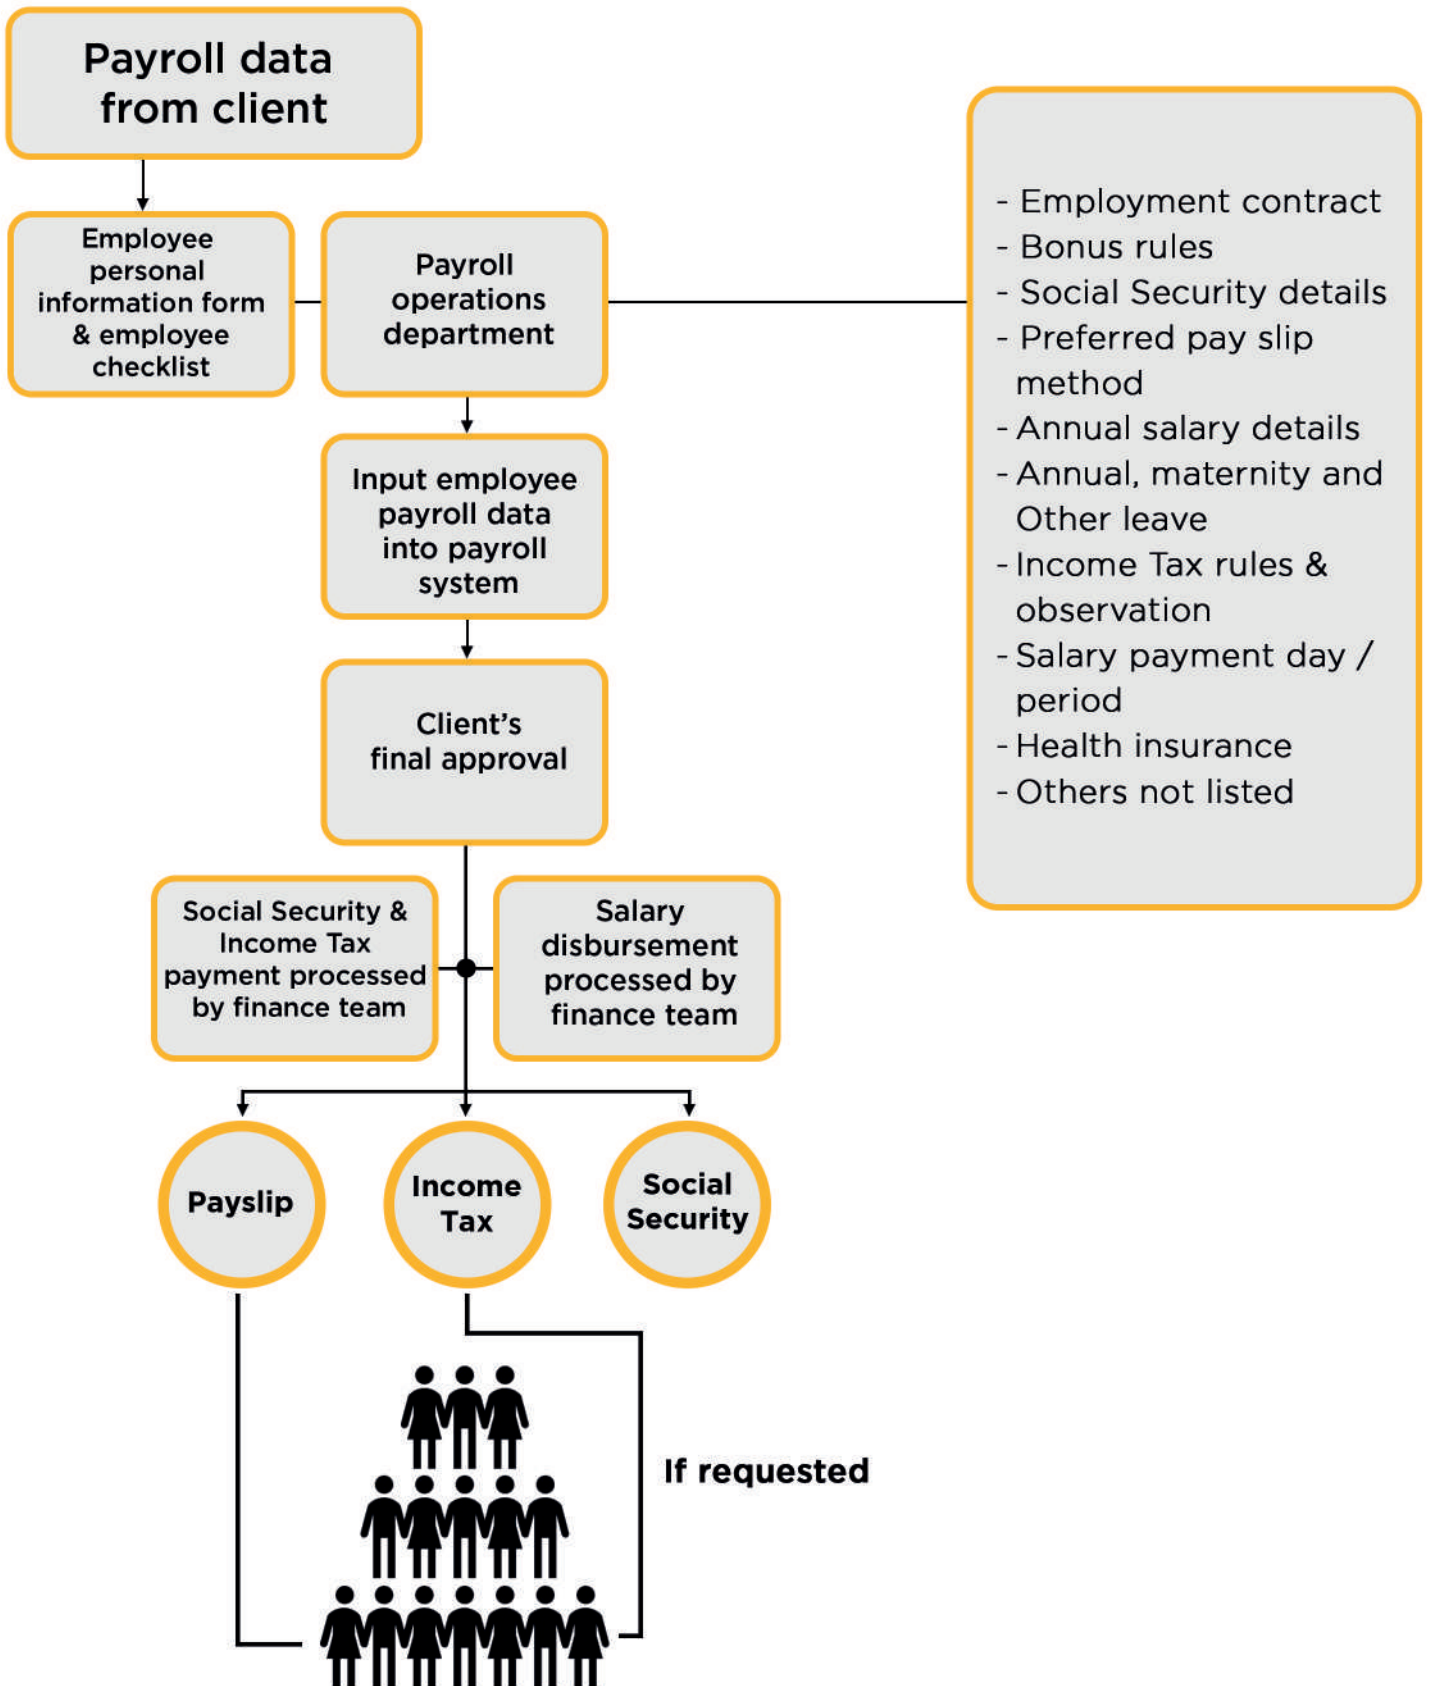 Payroll data
from client
Employee
personal
information form
& employee
checklist
Payroll
operations
department
- Employment contract
- Bonus rules
- Social Security details
- Preferred pay slip
method
- Annual salary details
- Annual, maternity and
Other leave
- Income Tax rules &
observation
- Salary payment day /
period
- Health insurance
- Others not listed
Input employee
payroll data
into payroll
system
Client’s
final approval
Social Security &
Income Tax
payment processed
by finance team
Salary
disbursement
processed by
finance team
Payslip
Income
Tax
Social
Security
If requested